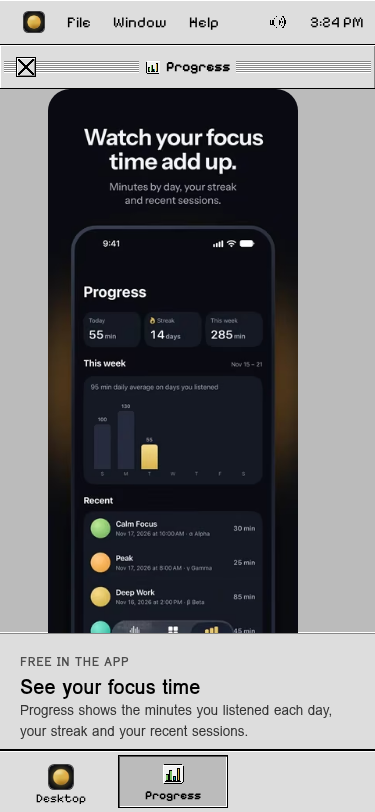 File Window Help 3:24 PM
Progress
Watch your focus
time add up.
Minutes by day, your streak
and recent sessions.
9:41
Progress
Today Streak This week
55 min 14 days 285 min
This week Nov 15 – 21
95 min daily average on days you listened
100 130 55
S M T W T F S
Recent
Calm Focus 30 min
Nov 17, 2026 at 10:00 AM · α Alpha
Peak 25 min
Nov 17, 2026 at 8:00 AM · γ Gamma
Deep Work 85 min
Nov 16, 2026 at 2:00 PM · β Beta
45 min
FREE IN THE APP
See your focus time
Progress shows the minutes you listened each day,
your streak and your recent sessions.
Desktop Progress